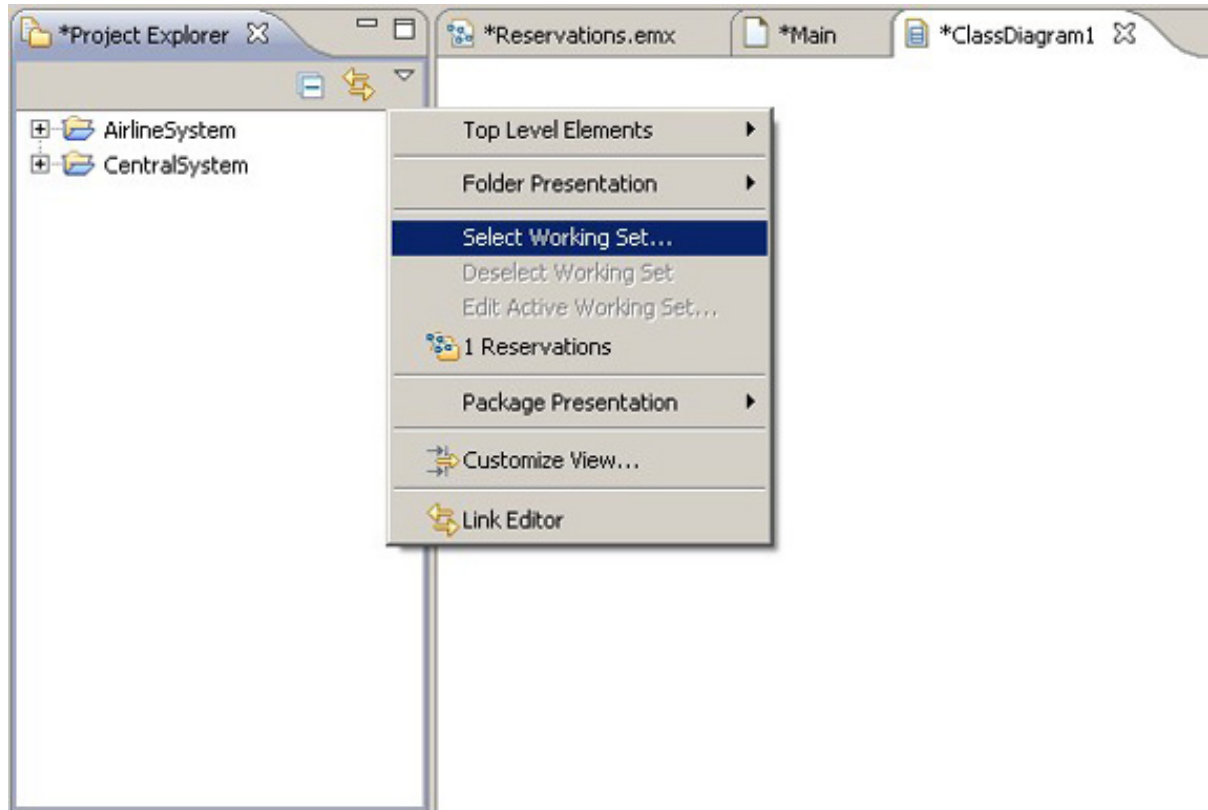 *Project Explorer
*Reservations.emx
*Main
*ClassDiagram1
AirlineSystem
CentralSystem
Top Level Elements
Folder Presentation
Select Working Set...
Deselect Working Set
Edit Active Working Set...
1 Reservations
Package Presentation
Customize View...
Link Editor